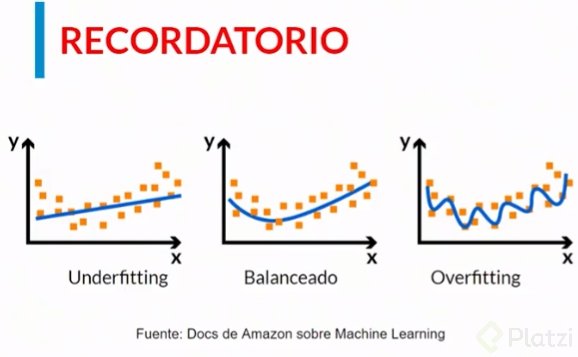 RECORDATORIO
y
x
Underfitting
y
x
Balanceado
y
x
Overfitting
Fuente: Docs de Amazon sobre Machine Learning
Platzi